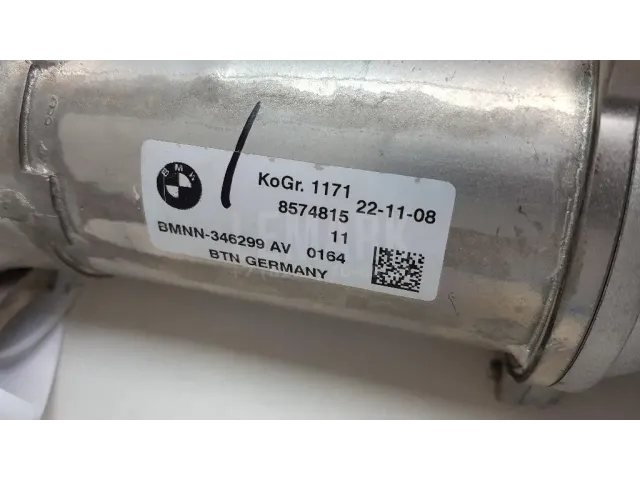 BMW
KoGr. 1171
8574815 22-11-08
11
BMNN-346299 AV 0164
BTN GERMANY